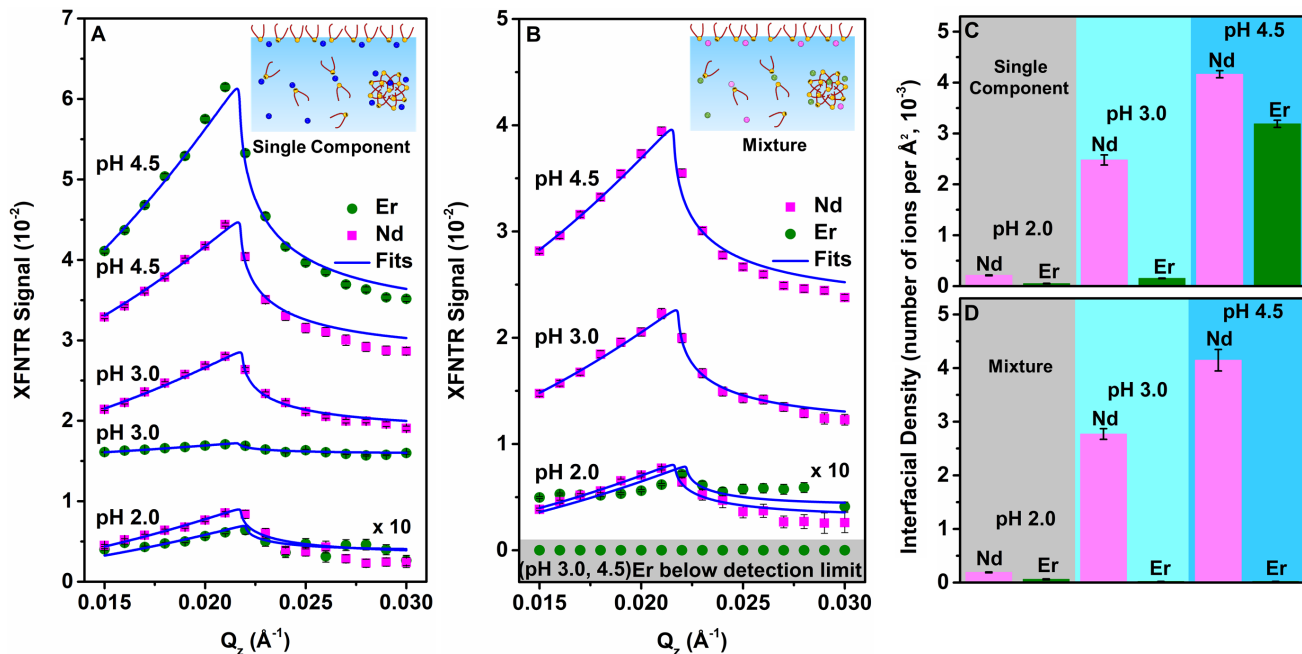 A
Single Component
pH 4.5
pH 4.5
pH 3.0
pH 3.0
pH 2.0
x 10
Er
Nd
Fits
XFNTR Signal (10⁻²)
7
6
5
4
3
2
1
0
0.015 0.020 0.025 0.030
Q_z (Å⁻¹)
B
Mixture
pH 4.5
pH 3.0
pH 2.0
x 10
Nd
Er
Fits
(pH 3.0, 4.5)Er below detection limit
XFNTR Signal (10⁻²)
5
4
3
2
1
0
0.015 0.020 0.025 0.030
Q_z (Å⁻¹)
Interfacial Density (number of ions per Å², 10⁻³)
C
Single
Component
pH 2.0
pH 3.0
pH 4.5
Nd
Er
Nd
Er
Nd
Er
5
4
3
2
1
0
D
Mixture
pH 2.0
pH 3.0
pH 4.5
Nd
Er
Nd
Er
Nd
Er
5
4
3
2
1
0